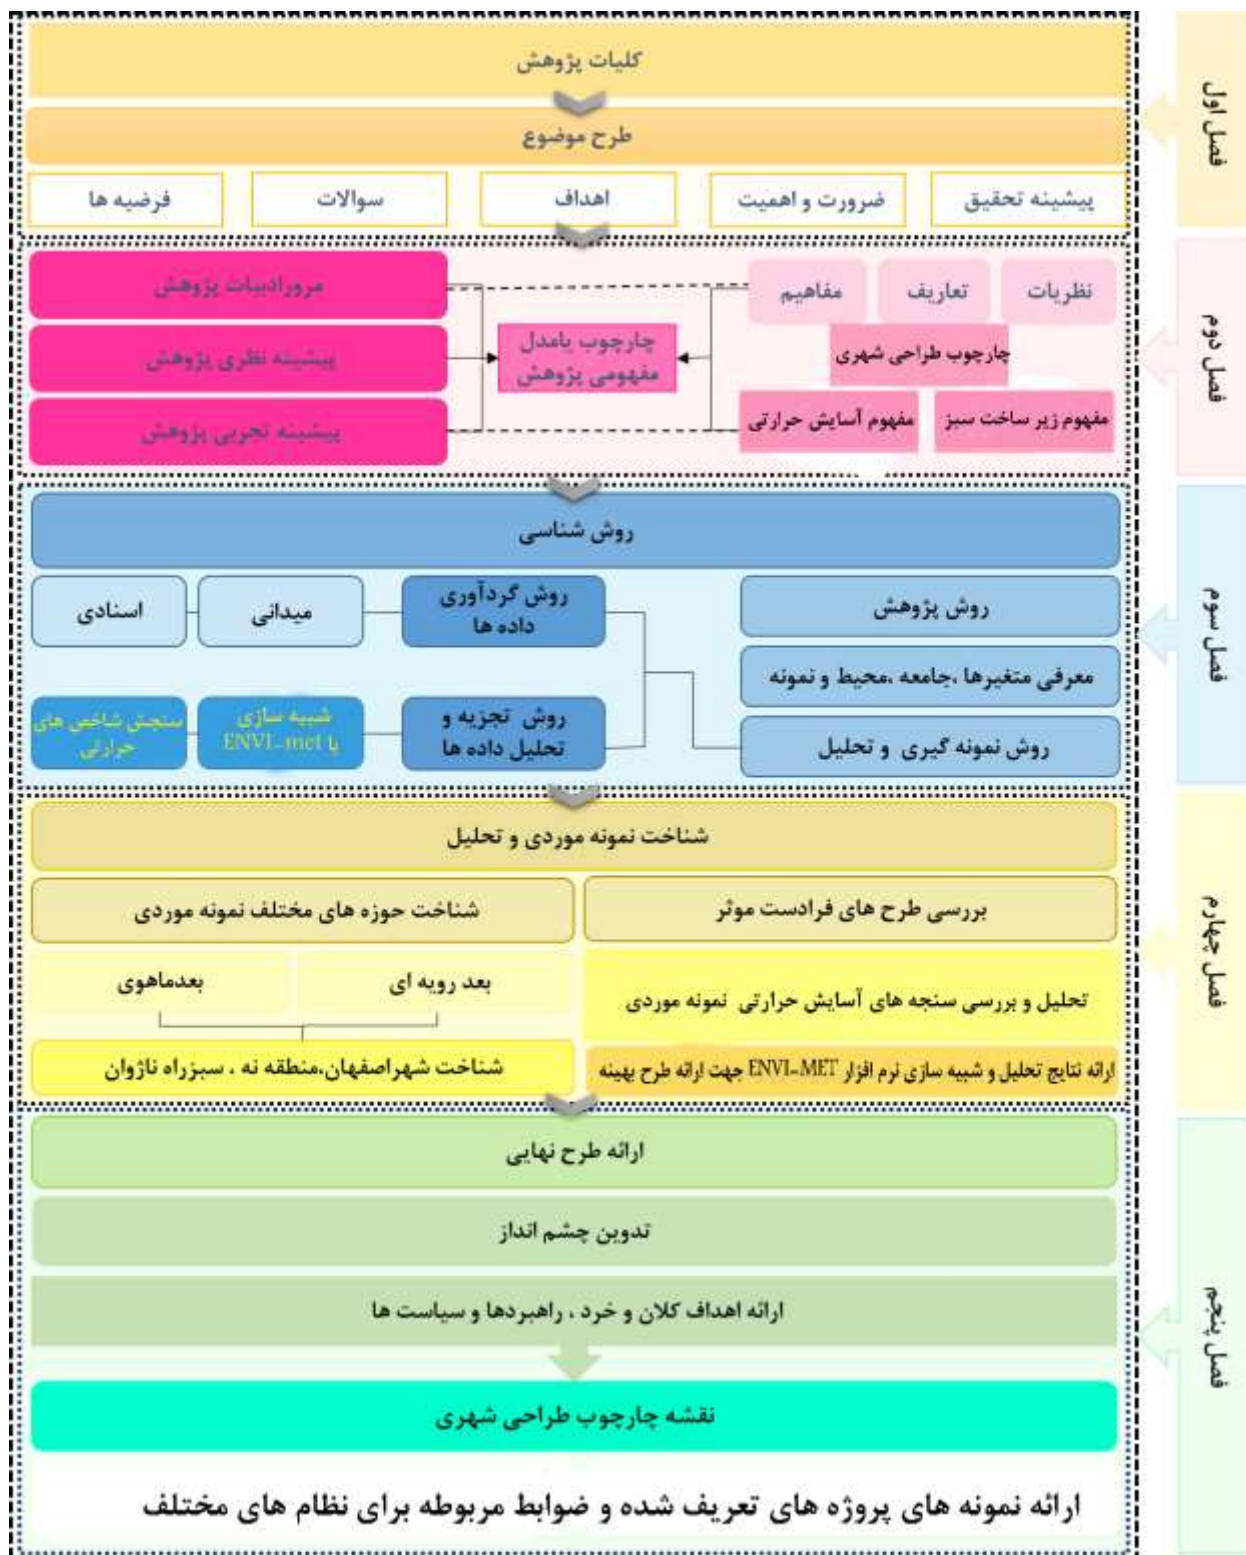 فصل اول
کلیات پژوهش
طرح موضوع
پیشینه تحقیق
ضرورت و اهمیت
اهداف
سوالات
فرضیه ها
فصل دوم
نظریات
تعاریف
مفاهیم
چارچوب طراحی شهری
مفهوم زیر ساخت سبز
مفهوم آسایش حرارتی
چارچوب یامدل
مفهومی پژوهش
مرورادبیات پژوهش
پیشینه نظری پژوهش
پیشینه تجربی پژوهش
فصل سوم
روش شناسی
روش پژوهش
معرفی متغیرها ،جامعه ،محیط و نمونه
روش نمونه گیری و تحلیل
روش گردآوری
داده ها
میدانی
اسنادی
روش تجزیه و
تحلیل داده ها
شبیه سازی
با ENVI-met
سنجش شاخص های
حرارتی
فصل چهارم
شناخت نمونه موردی و تحلیل
بررسی طرح های فرادست موثر
شناخت حوزه های مختلف نمونه موردی
تحلیل و بررسی سنجه های آسایش حرارتی نمونه موردی
بعد رویه ای
بعدماهوی
ارائه نتایج تحلیل و شبیه سازی نرم افزار ENVI-MET جهت ارائه طرح بهینه
شناخت شهراصفهان،منطقه نه ، سبزراه ناژوان
فصل پنجم
ارائه طرح نهایی
تدوین چشم انداز
ارائه اهداف کلان و خرد ، راهبردها و سیاست ها
نقشه چارچوب طراحی شهری
ارائه نمونه های پروژه های تعریف شده و ضوابط مربوطه برای نظام های مختلف